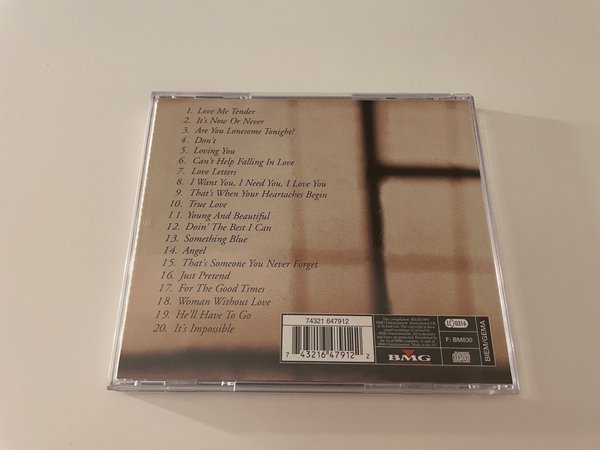 1. Love Me Tender
2. It's Now Or Never
3. Are You Lonesome Tonight?
4. Don't
5. Loving You
6. Can't Help Falling In Love
7. Love Letters
8. I Want You, I Need You, I Love You
9. That's When Your Heartaches Begin
10. True Love
11. Young And Beautiful
12. Doin' The Best I Can
13. Something Blue
14. Angel
15. That's Someone You Never Forget
16. Just Pretend
17. For The Good Times
18. Woman Without Love
19. He'll Have To Go
20. It's Impossible
74321 647912
7 43216 47912 2
BMG
LC 0316
F: BM830
BIEM/GEMA